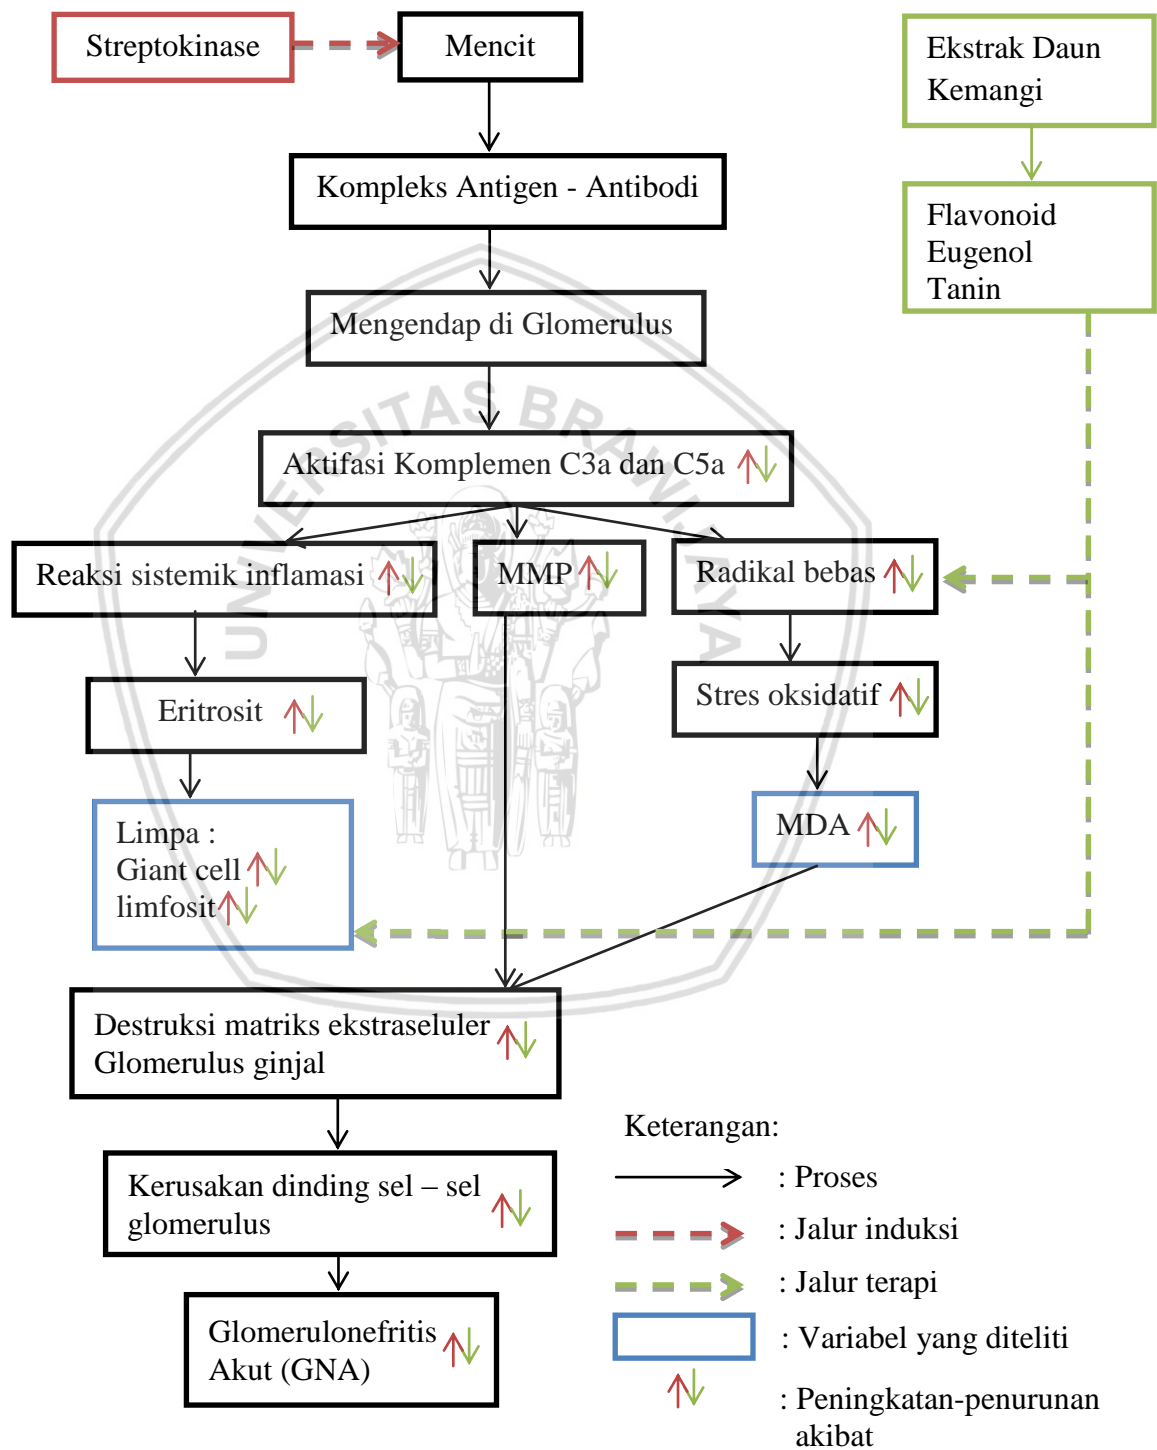 Streptokinase
Mencit
Ekstrak Daun
Kemangi
Kompleks Antigen - Antibodi
Flavonoid
Eugenol
Tanin
Mengendap di Glomerulus
UNIVERSITAS BRAWIJAYA
Aktifasi Komplemen C3a dan C5a
Reaksi sistemik inflamasi
MMP
Radikal bebas
Eritrosit
Stres oksidatif
Limpa :
Giant cell
limfosit
MDA
Destruksi matriks ekstraseluler
Glomerulus ginjal
Kerusakan dinding sel – sel
glomerulus
Glomerulonefritis
Akut (GNA)
Keterangan:
: Proses
: Jalur induksi
: Jalur terapi
: Variabel yang diteliti
: Peningkatan-penurunan
akibat